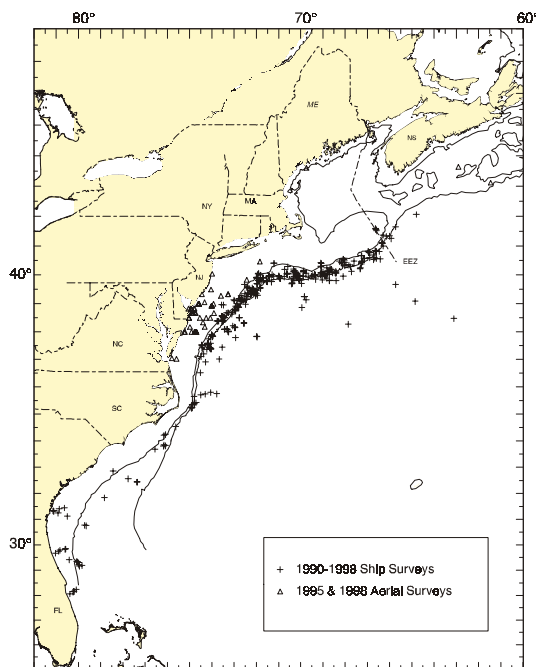 80° 70° 60°
ME
NS
NY MA
EEZ
40° NJ
NC
SC
30°
+ 1990-1998 Ship Surveys
△ 1995 & 1998 Aerial Surveys
FL